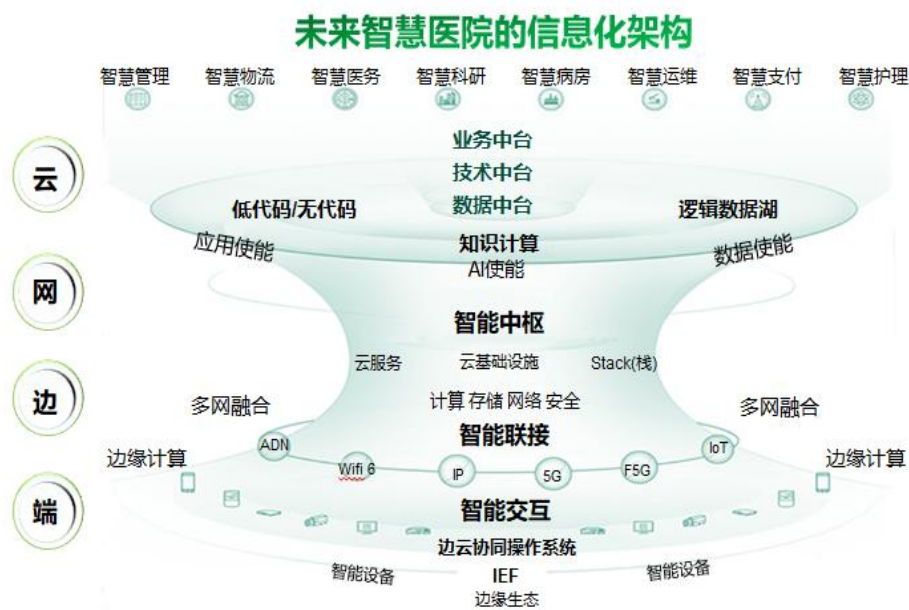 未来智慧医院的信息化架构
智慧管理 智慧物流 智慧医务 智慧科研 智慧病房 智慧运维 智慧支付 智慧护理
业务中台
云
技术中台
低代码/无代码 数据中台 逻辑数据湖
应用使能 知识计算 数据使能
AI使能
网
智能中枢
云服务 云基础设施 Stack(栈)
边
多网融合 计算 存储 网络 安全 多网融合
智能联接
ADN Wifi 6 IP 5G F5G IoT
边缘计算 边缘计算
端
智能交互
边云协同操作系统
智能设备 IEF 智能设备
边缘生态